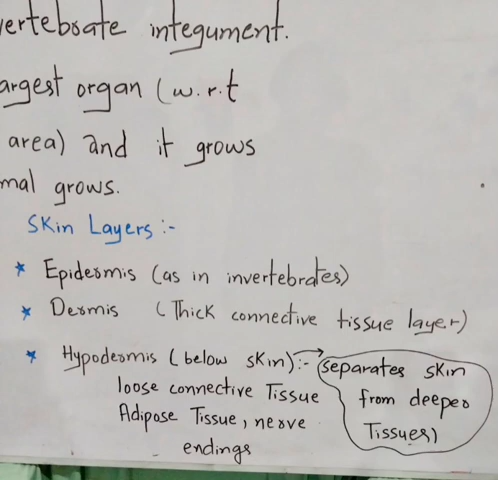 vertebrate integument.
argest organ (w.r.t
area) and it grows
mal grows.
Skin Layers :-
* Epidermis (as in invertebrates)
* Dermis (Thick connective tissue layer)
* Hypodermis (below skin):- → (separates skin
loose connective Tissue from deeper
Adipose Tissue, nerve Tissues)
endings